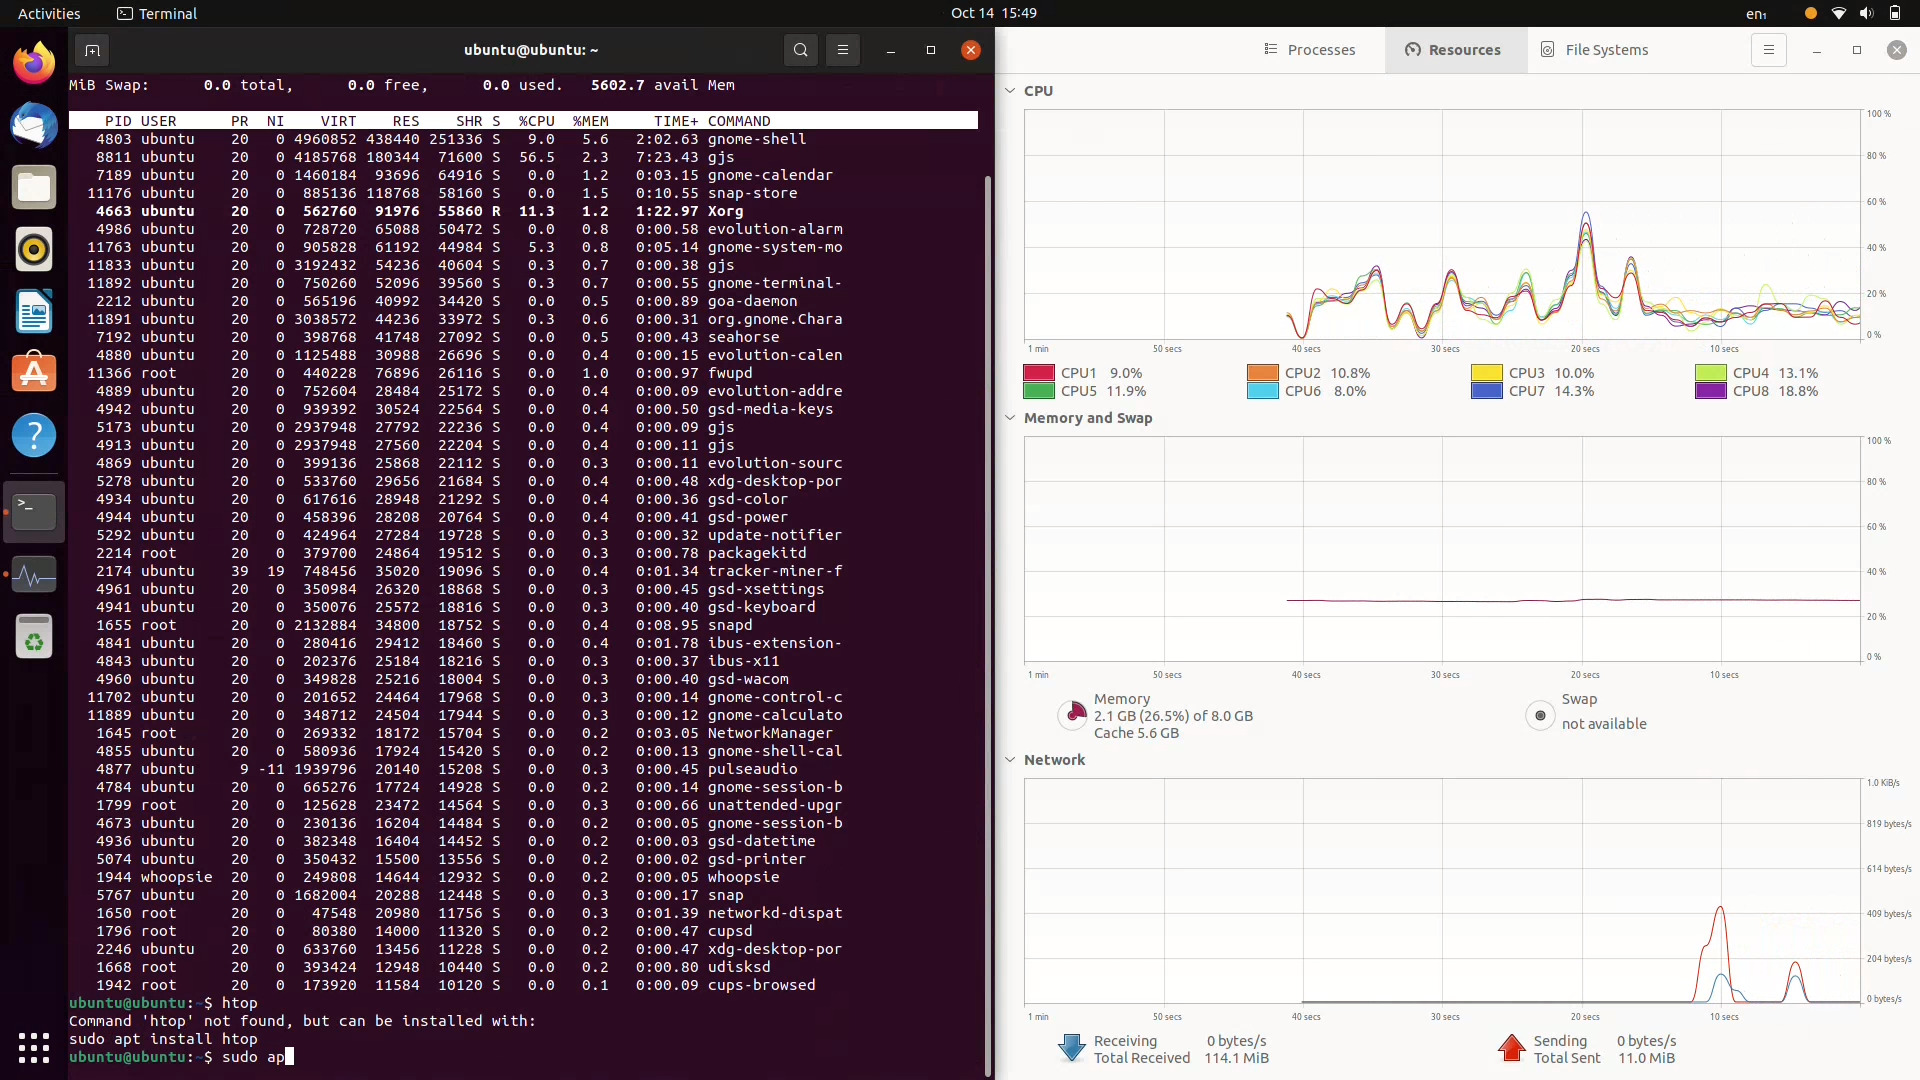 Activities
Terminal
Oct 14 15:49
en₁
ubuntu@ubuntu: ~
MiB Swap: 0.0 total, 0.0 free, 0.0 used. 5602.7 avail Mem
PID USER PR NI VIRT RES SHR S %CPU %MEM TIME+ COMMAND
4803 ubuntu 20 0 4960852 438440 251336 S 9.0 5.6 2:02.63 gnome-shell
8811 ubuntu 20 0 4185768 180344 71600 S 56.5 2.3 7:23.43 gjs
7189 ubuntu 20 0 1460184 93696 64916 S 0.0 1.2 0:03.15 gnome-calendar
11176 ubuntu 20 0 885136 118768 58160 S 0.0 1.5 0:10.55 snap-store
4663 ubuntu 20 0 562760 91976 55860 R 11.3 1.2 1:22.97 Xorg
4986 ubuntu 20 0 728720 65088 50472 S 0.0 0.8 0:00.58 evolution-alarm
11763 ubuntu 20 0 905828 61192 44984 S 5.3 0.8 0:05.14 gnome-system-mo
11833 ubuntu 20 0 3192432 54236 40604 S 0.3 0.7 0:00.38 gjs
11892 ubuntu 20 0 750260 52096 39560 S 0.3 0.7 0:00.55 gnome-terminal-
2212 ubuntu 20 0 565196 40992 34420 S 0.0 0.5 0:00.89 goa-daemon
11891 ubuntu 20 0 3038572 44236 33972 S 0.3 0.6 0:00.31 org.gnome.Chara
7192 ubuntu 20 0 398768 41748 27092 S 0.0 0.5 0:00.43 seahorse
4880 ubuntu 20 0 1125488 30988 26696 S 0.0 0.4 0:00.15 evolution-calen
11366 root 20 0 440228 76896 26116 S 0.0 1.0 0:00.97 fwupd
4889 ubuntu 20 0 752604 28484 25172 S 0.0 0.4 0:00.09 evolution-addre
4942 ubuntu 20 0 939392 30524 22564 S 0.0 0.4 0:00.50 gsd-media-keys
5173 ubuntu 20 0 2937948 27792 22236 S 0.0 0.4 0:00.09 gjs
4913 ubuntu 20 0 2937948 27560 22204 S 0.0 0.4 0:00.11 gjs
4869 ubuntu 20 0 399136 25868 22112 S 0.0 0.3 0:00.11 evolution-sourc
5278 ubuntu 20 0 533760 29656 21684 S 0.0 0.4 0:00.48 xdg-desktop-por
4934 ubuntu 20 0 617616 28948 21292 S 0.0 0.4 0:00.36 gsd-color
4944 ubuntu 20 0 458396 28208 20764 S 0.0 0.4 0:00.41 gsd-power
5292 ubuntu 20 0 424964 27284 19728 S 0.0 0.3 0:00.32 update-notifier
2214 root 20 0 379700 24864 19512 S 0.0 0.3 0:00.78 packagekitd
2174 ubuntu 39 19 748456 35020 19096 S 0.0 0.4 0:01.34 tracker-miner-f
4961 ubuntu 20 0 350984 26320 18868 S 0.0 0.3 0:00.45 gsd-xsettings
4941 ubuntu 20 0 350076 25572 18816 S 0.0 0.3 0:00.40 gsd-keyboard
1655 root 20 0 2132884 34800 18752 S 0.0 0.4 0:08.95 snapd
4841 ubuntu 20 0 280416 29412 18460 S 0.0 0.4 0:01.78 ibus-extension-
4843 ubuntu 20 0 202376 25184 18216 S 0.0 0.3 0:00.37 ibus-x11
4960 ubuntu 20 0 349828 25216 18004 S 0.0 0.3 0:00.40 gsd-wacom
11702 ubuntu 20 0 201652 24464 17968 S 0.0 0.3 0:00.14 gnome-control-c
11889 ubuntu 20 0 348712 24504 17944 S 0.0 0.3 0:00.12 gnome-calculato
1645 root 20 0 269332 18172 15704 S 0.0 0.2 0:03.05 NetworkManager
4855 ubuntu 20 0 580936 17924 15420 S 0.0 0.2 0:00.13 gnome-shell-cal
4877 ubuntu 9 -11 1939796 20140 15208 S 0.0 0.3 0:00.45 pulseaudio
4784 ubuntu 20 0 665276 17724 14928 S 0.0 0.2 0:00.14 gnome-session-b
1799 root 20 0 125628 23472 14564 S 0.0 0.3 0:00.66 unattended-upgr
4673 ubuntu 20 0 230136 16204 14484 S 0.0 0.2 0:00.05 gnome-session-b
4936 ubuntu 20 0 382348 16404 14452 S 0.0 0.2 0:00.03 gsd-datetime
5074 ubuntu 20 0 350432 15500 13556 S 0.0 0.2 0:00.02 gsd-printer
1944 whoopsie 20 0 249808 14644 12932 S 0.0 0.2 0:00.05 whoopsie
5767 ubuntu 20 0 1682004 20288 12448 S 0.0 0.3 0:00.17 snap
1650 root 20 0 47548 20980 11756 S 0.0 0.3 0:01.39 networkd-dispat
1796 root 20 0 80380 14000 11320 S 0.0 0.2 0:00.47 cupsd
2246 ubuntu 20 0 633760 13456 11228 S 0.0 0.2 0:00.47 xdg-desktop-por
1668 root 20 0 393424 12948 10440 S 0.0 0.2 0:00.80 udisksd
1942 root 20 0 173920 11584 10120 S 0.0 0.1 0:00.09 cups-browsed
ubuntu@ubuntu:~$ htop
Command 'htop' not found, but can be installed with:
sudo apt install htop
ubuntu@ubuntu:~$ sudo ap
Processes
Resources
File Systems
CPU
100 %
80 %
60 %
40 %
20 %
0 %
1 min 50 secs 40 secs 30 secs 20 secs 10 secs
CPU1 9.0% CPU2 10.8% CPU3 10.0% CPU4 13.1%
CPU5 11.9% CPU6 8.0% CPU7 14.3% CPU8 18.8%
Memory and Swap
100 %
80 %
60 %
40 %
20 %
0 %
1 min 50 secs 40 secs 30 secs 20 secs 10 secs
Memory
2.1 GB (26.5%) of 8.0 GB
Cache 5.6 GB
Swap
not available
Network
1.0 KiB/s
819 bytes/s
614 bytes/s
409 bytes/s
204 bytes/s
0 bytes/s
1 min 50 secs 40 secs 30 secs 20 secs 10 secs
Receiving 0 bytes/s
Total Received 114.1 MiB
Sending 0 bytes/s
Total Sent 11.0 MiB